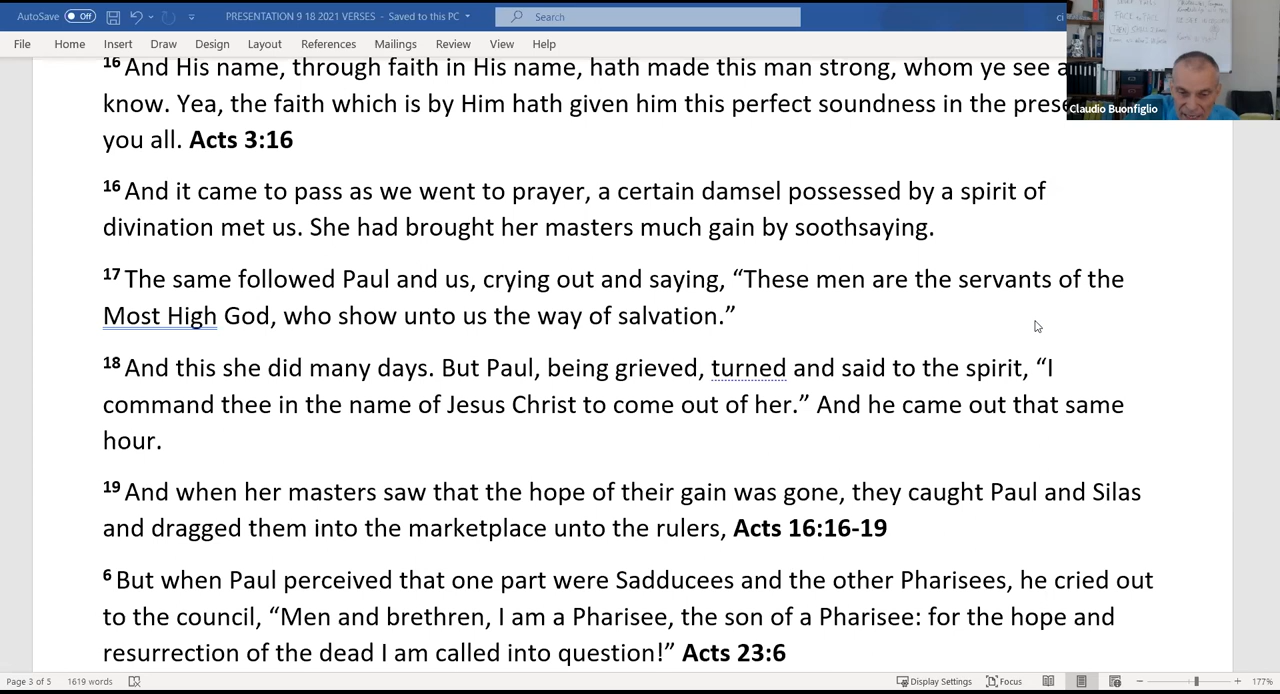 AutoSave Off PRESENTATION 9 18 2021 VERSES - Saved to this PC Search
File Home Insert Draw Design Layout References Mailings Review View Help
Claudio Buonfiglio
16 And His name, through faith in His name, hath made this man strong, whom ye see
know. Yea, the faith which is by Him hath given him this perfect soundness in the
you all. Acts 3:16
16 And it came to pass as we went to prayer, a certain damsel possessed by a spirit of
divination met us. She had brought her masters much gain by soothsaying.
17 The same followed Paul and us, crying out and saying, “These men are the servants of the
Most High God, who show unto us the way of salvation.”
18 And this she did many days. But Paul, being grieved, turned and said to the spirit, “I
command thee in the name of Jesus Christ to come out of her.” And he came out that same
hour.
19 And when her masters saw that the hope of their gain was gone, they caught Paul and Silas
and dragged them into the marketplace unto the rulers, Acts 16:16-19
6 But when Paul perceived that one part were Sadducees and the other Pharisees, he cried out
to the council, “Men and brethren, I am a Pharisee, the son of a Pharisee: for the hope and
resurrection of the dead I am called into question!” Acts 23:6
Page 3 of 5 1619 words Display Settings Focus 177%